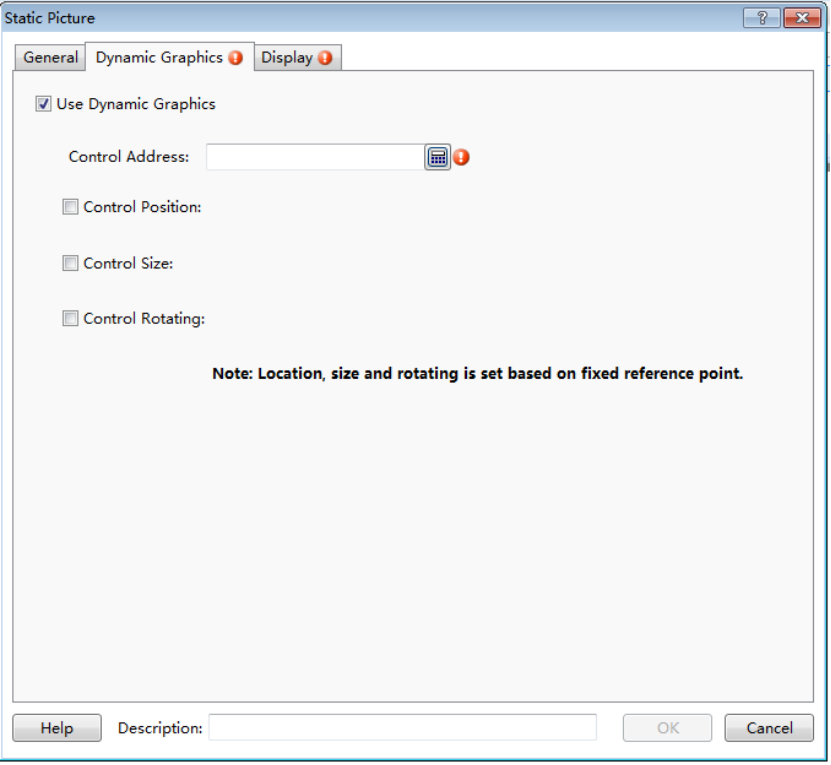 Static Picture
General Dynamic Graphics Display
Use Dynamic Graphics
Control Address:
Control Position:
Control Size:
Control Rotating:
Note: Location, size and rotating is set based on fixed reference point.
Help Description: OK Cancel